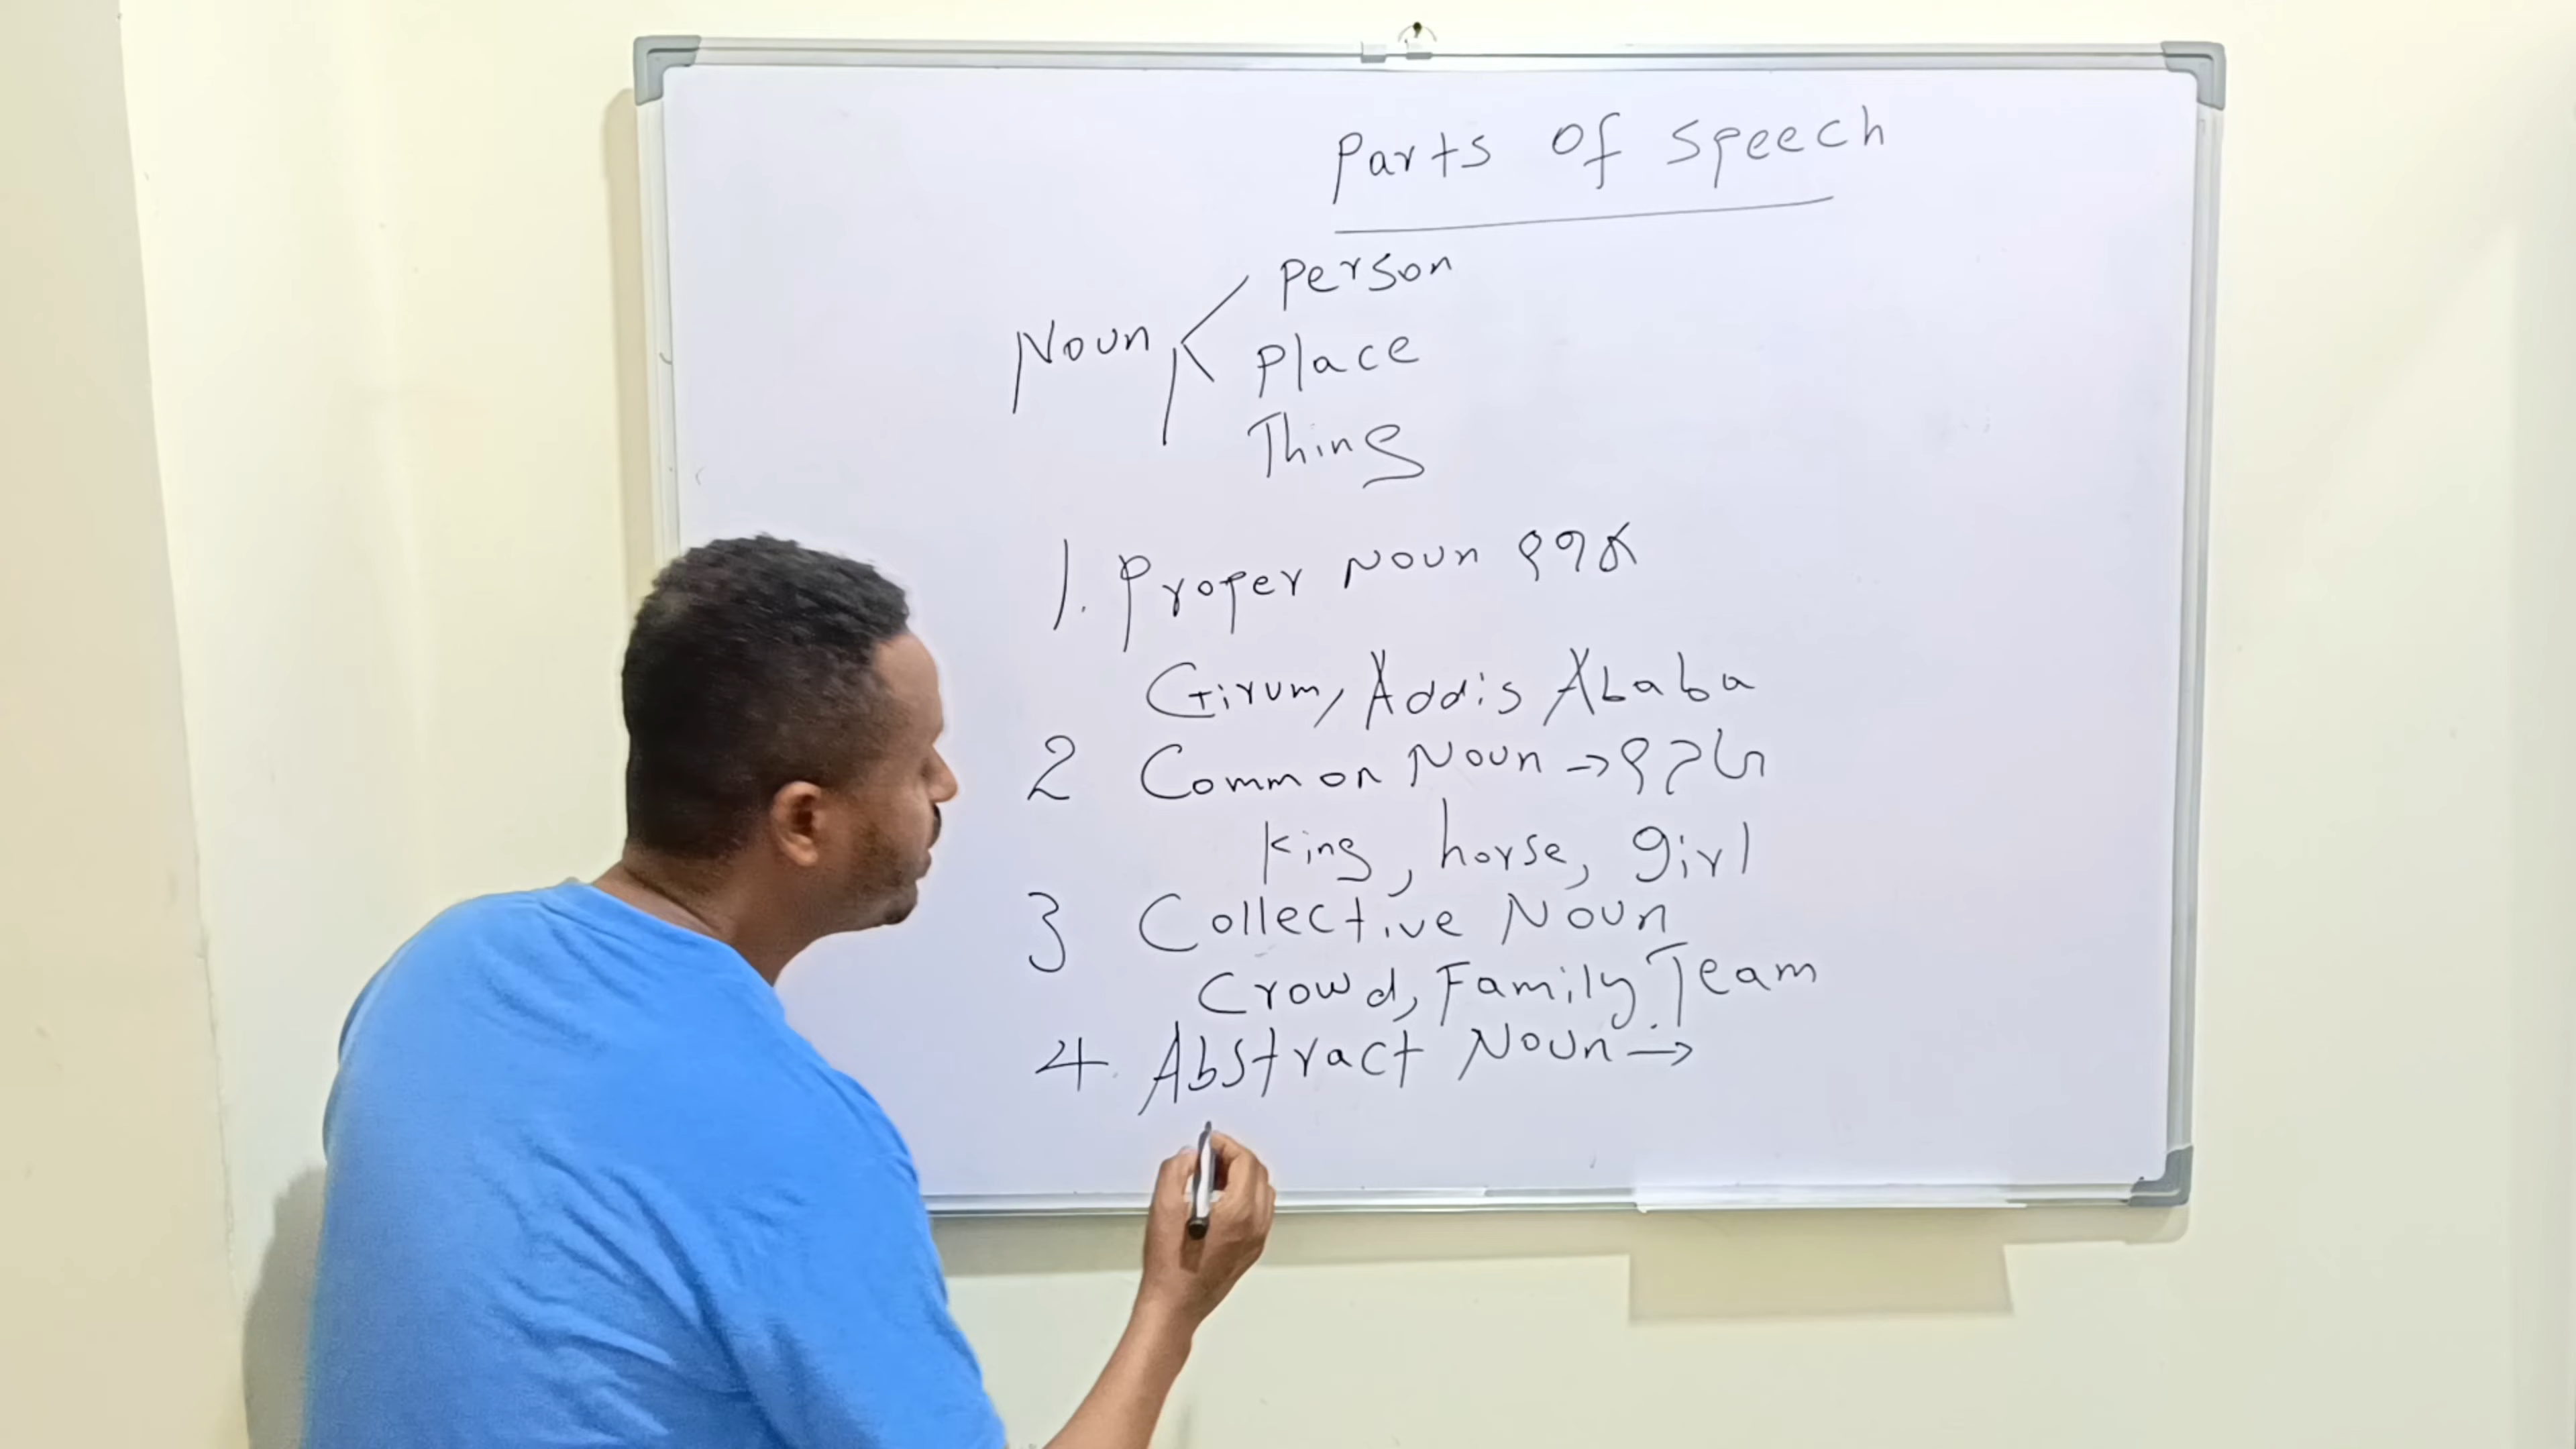 Parts of speech
Noun
Person
Place
Thing
1. Proper Noun የግል
Girum, Addis Ababa
2 Common Noun → የጋራ
King, horse, girl
3 Collective Noun
Crowd, Family, Team
4. Abstract Noun →